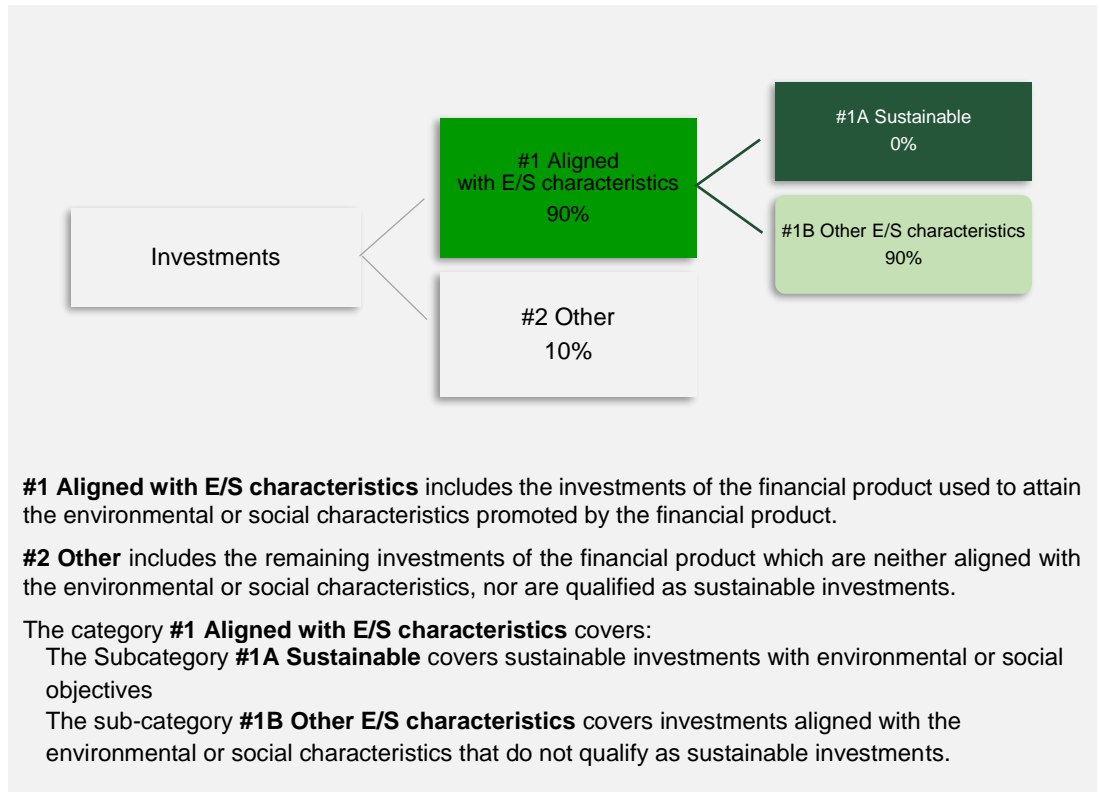 #1A Sustainable
0%
#1 Aligned
with E/S characteristics
90%
#1B Other E/S characteristics
90%
Investments
#2 Other
10%
#1 Aligned with E/S characteristics includes the investments of the financial product used to attain
the environmental or social characteristics promoted by the financial product.
#2 Other includes the remaining investments of the financial product which are neither aligned with
the environmental or social characteristics, nor are qualified as sustainable investments.
The category #1 Aligned with E/S characteristics covers:
The Subcategory #1A Sustainable covers sustainable investments with environmental or social
objectives
The sub-category #1B Other E/S characteristics covers investments aligned with the
environmental or social characteristics that do not qualify as sustainable investments.